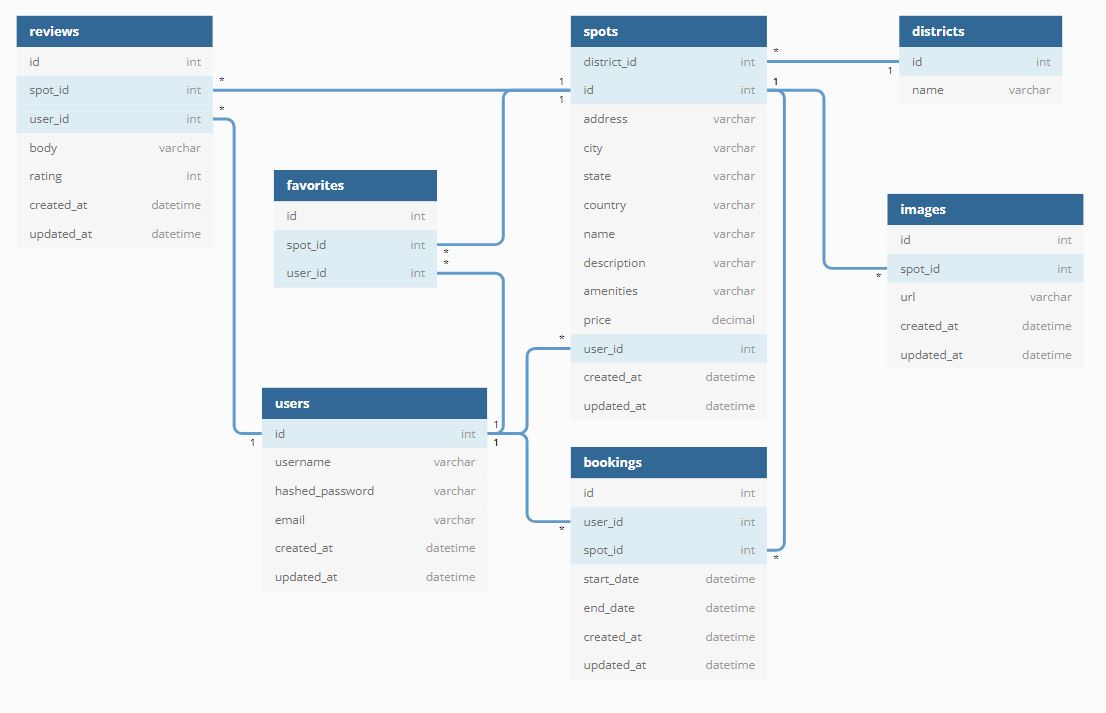 reviews
id int
spot_id int *
user_id int *
body varchar
rating int
created_at datetime
updated_at datetime
favorites
id int
spot_id int *
user_id int *
users
1 id int 1 1
username varchar
hashed_password varchar
email varchar
created_at datetime
updated_at datetime
spots
district_id int *
1 1 id int 1
address varchar
city varchar
state varchar
country varchar
name varchar
description varchar
amenities varchar
price decimal
* user_id int
created_at datetime
updated_at datetime
bookings
id int
* user_id int
spot_id int *
start_date datetime
end_date datetime
created_at datetime
updated_at datetime
districts
1 id int
name varchar
images
id int
* spot_id int
url varchar
created_at datetime
updated_at datetime